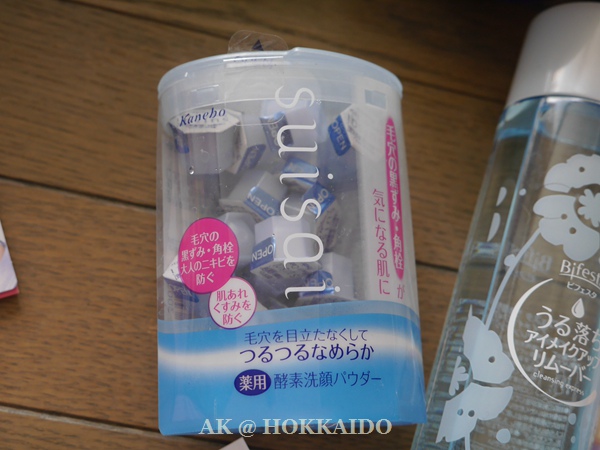 Kanebo
suisai
毛穴の黒ずみ・角栓が
気になる肌に
OPEN
OPEN
OPEN
毛穴の
黒ずみ・角栓
大人のニキビを
防ぐ
肌あれ
くすみを
防ぐ
毛穴を目立たなくして
つるつるなめらか
薬用 酵素洗顔パウダー
Bifest
ビフェスタ
うる落ち
アイメイクアップ
リムーバー
cleansing
AK @ HOKKAIDO